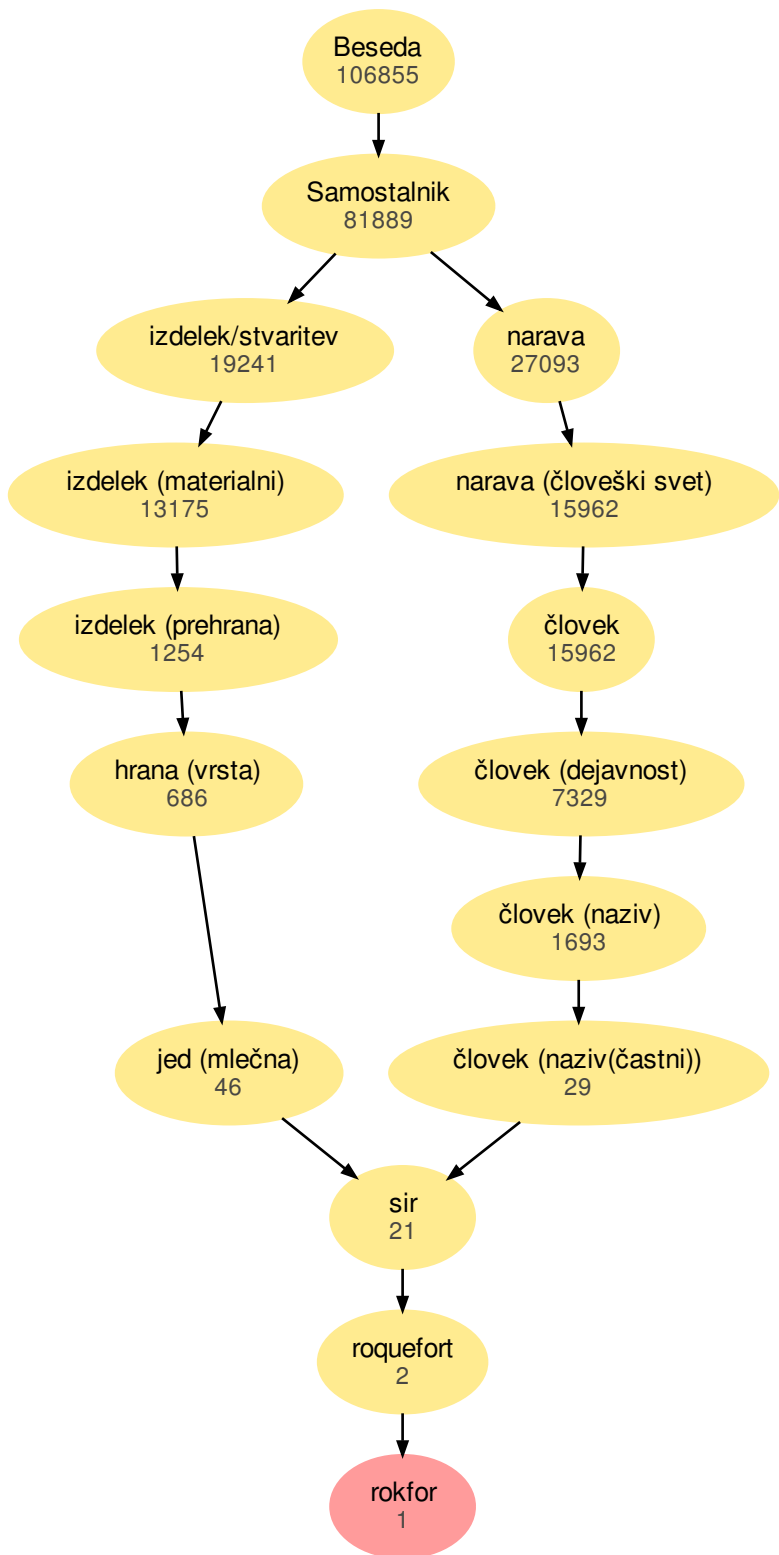 Beseda
106855
Samostalnik
81889
izdelek/stvaritev
19241
narava
27093
izdelek (materialni)
13175
narava (človeški svet)
15962
izdelek (prehrana)
1254
človek
15962
hrana (vrsta)
686
človek (dejavnost)
7329
človek (naziv)
1693
jed (mlečna)
46
človek (naziv(častni))
29
sir
21
roquefort
2
rokfor
1